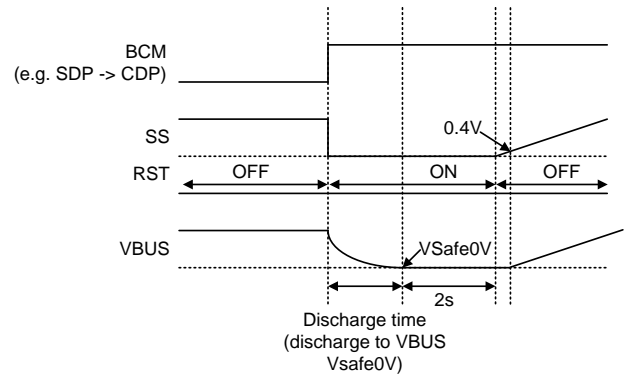 BCM
(e.g. SDP -> CDP)
0.4V
SS
RST
OFF
ON
OFF
VBUS
VSafe0V
2s
Discharge time
(discharge to VBUS
Vsafe0V)